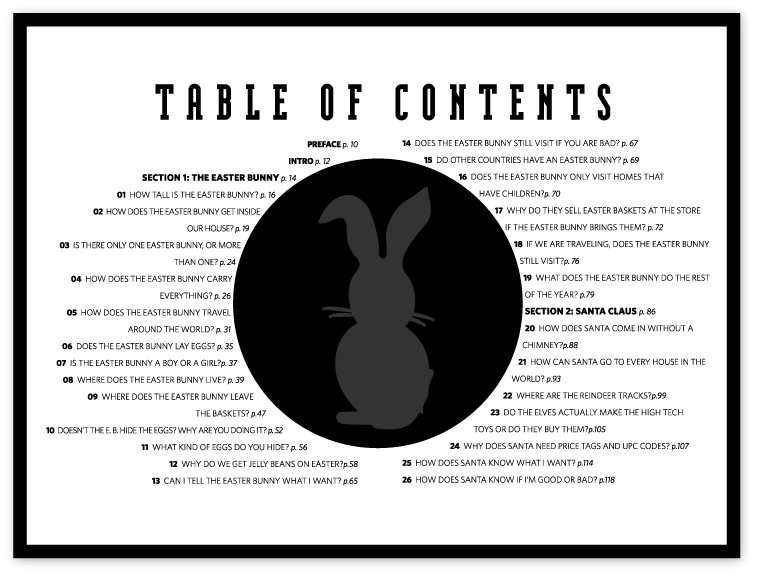 TABLE OF CONTENTS
PREFACE p. 10
INTRO p. 12
SECTION 1: THE EASTER BUNNY p. 14
01 HOW TALL IS THE EASTER BUNNY? p. 16
02 HOW DOES THE EASTER BUNNY GET INSIDE
OUR HOUSE? p. 19
03 IS THERE ONLY ONE EASTER BUNNY, OR MORE
THAN ONE? p. 24
04 HOW DOES THE EASTER BUNNY CARRY
EVERYTHING? p. 26
05 HOW DOES THE EASTER BUNNY TRAVEL
AROUND THE WORLD? p. 31
06 DOES THE EASTER BUNNY LAY EGGS? p. 35
07 IS THE EASTER BUNNY A BOY OR A GIRL?p. 37
08 WHERE DOES THE EASTER BUNNY LIVE? p. 39
09 WHERE DOES THE EASTER BUNNY LEAVE
THE BASKETS? p.47
10 DOESN'T THE E. B. HIDE THE EGGS? WHY ARE YOU DOING IT? p. 52
11 WHAT KIND OF EGGS DO YOU HIDE? p. 56
12 WHY DO WE GET JELLY BEANS ON EASTER?p.58
13 CAN I TELL THE EASTER BUNNY WHAT I WANT? p.65
14 DOES THE EASTER BUNNY STILL VISIT IF YOU ARE BAD? p. 67
15 DO OTHER COUNTRIES HAVE AN EASTER BUNNY? p. 69
16 DOES THE EASTER BUNNY ONLY VISIT HOMES THAT
HAVE CHILDREN?p. 70
17 WHY DO THEY SELL EASTER BASKETS AT THE STORE
IF THE EASTER BUNNY BRINGS THEM? p. 72
18 IF WE ARE TRAVELING, DOES THE EASTER BUNNY
STILL VISIT?p. 76
19 WHAT DOES THE EASTER BUNNY DO THE REST
OF THE YEAR? p.79
SECTION 2: SANTA CLAUS p. 86
20 HOW DOES SANTA COME IN WITHOUT A
CHIMNEY?p.88
21 HOW CAN SANTA GO TO EVERY HOUSE IN THE
WORLD? p.93
22 WHERE ARE THE REINDEER TRACKS?p.99
23 DO THE ELVES ACTUALLY MAKE THE HIGH TECH
TOYS OR DO THEY BUY THEM?p.105
24 WHY DOES SANTA NEED PRICE TAGS AND UPC CODES? p.107
25 HOW DOES SANTA KNOW WHAT I WANT? p.114
26 HOW DOES SANTA KNOW IF I'M GOOD OR BAD? p.118